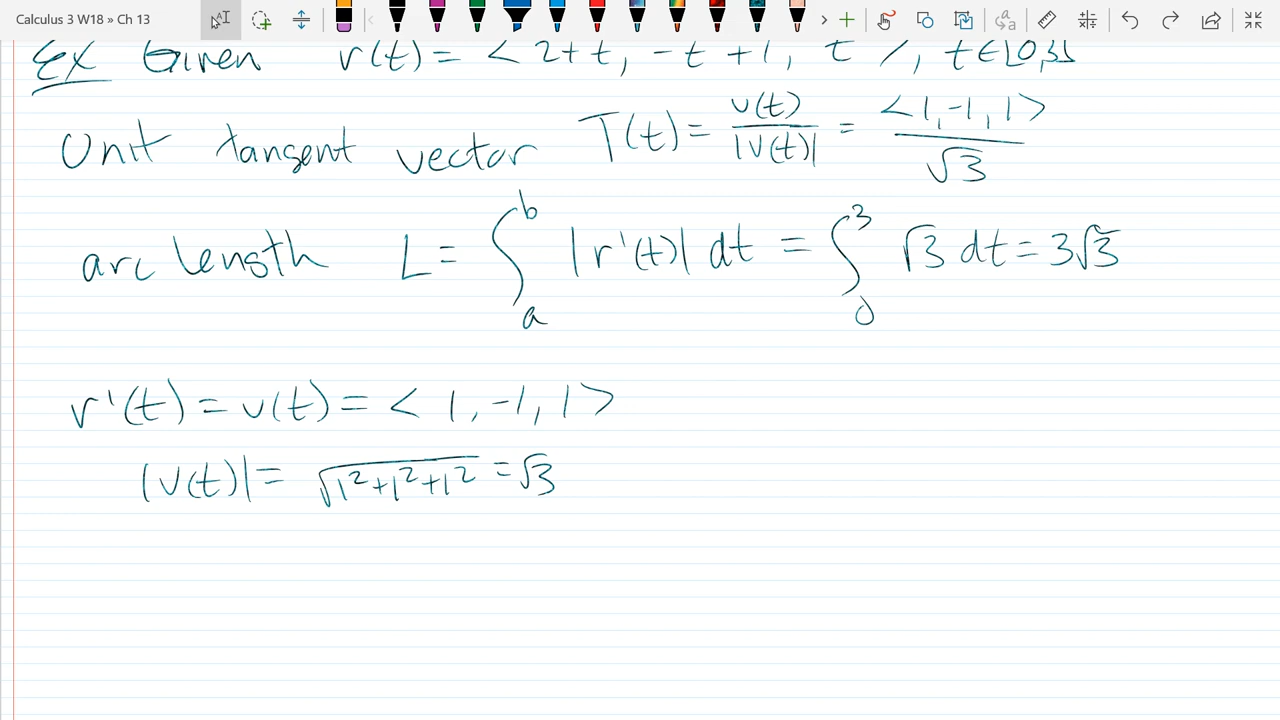 Calculus 3 W18 » Ch 13
Ex Given r(t) = < 2+t, -t+1, t >, t∈[0,3]
Unit tangent vector T(t) = v(t)/|v(t)| = <1,-1,1>/√3
arc length L = ∫_a^b |r'(t)| dt = ∫_0^3 √3 dt = 3√3
r'(t) = v(t) = < 1, -1, 1>
|v(t)| = √1²+1²+1² = √3